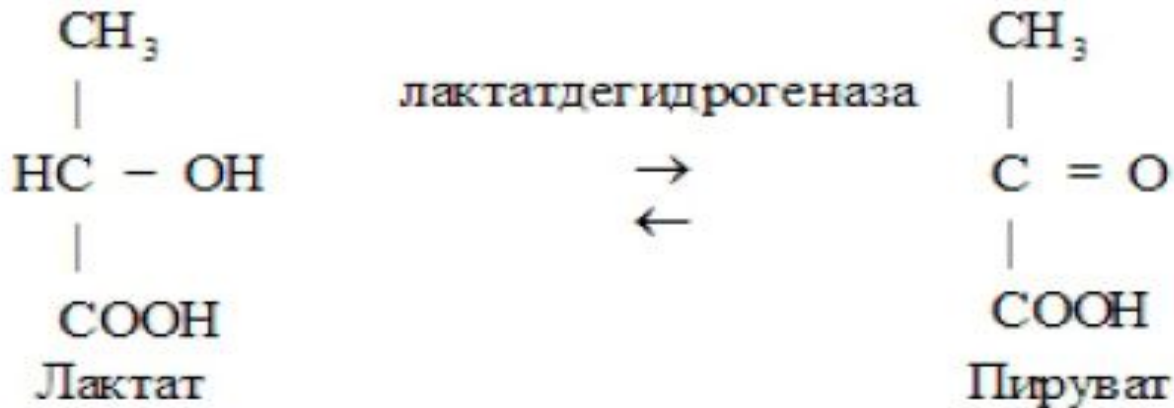 CH₃ CH₃
| лактатдегидрогеназа |
HC – OH → C = O
| ← |
COOH COOH
Лактат Пируват